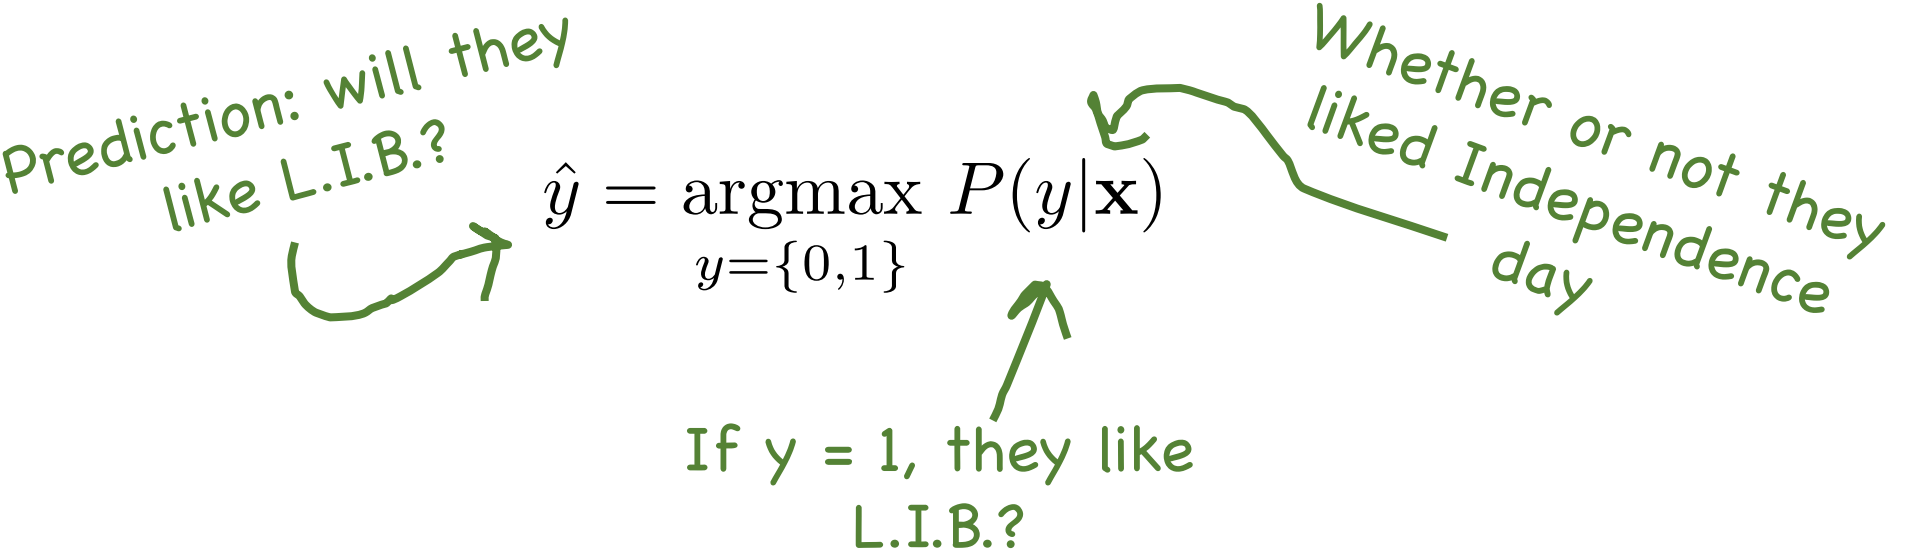 Prediction: will they
like L.I.B.?
Whether or not they
liked Independence
day
ŷ = argmax P(y|x)
y={0,1}
If y = 1, they like
L.I.B.?